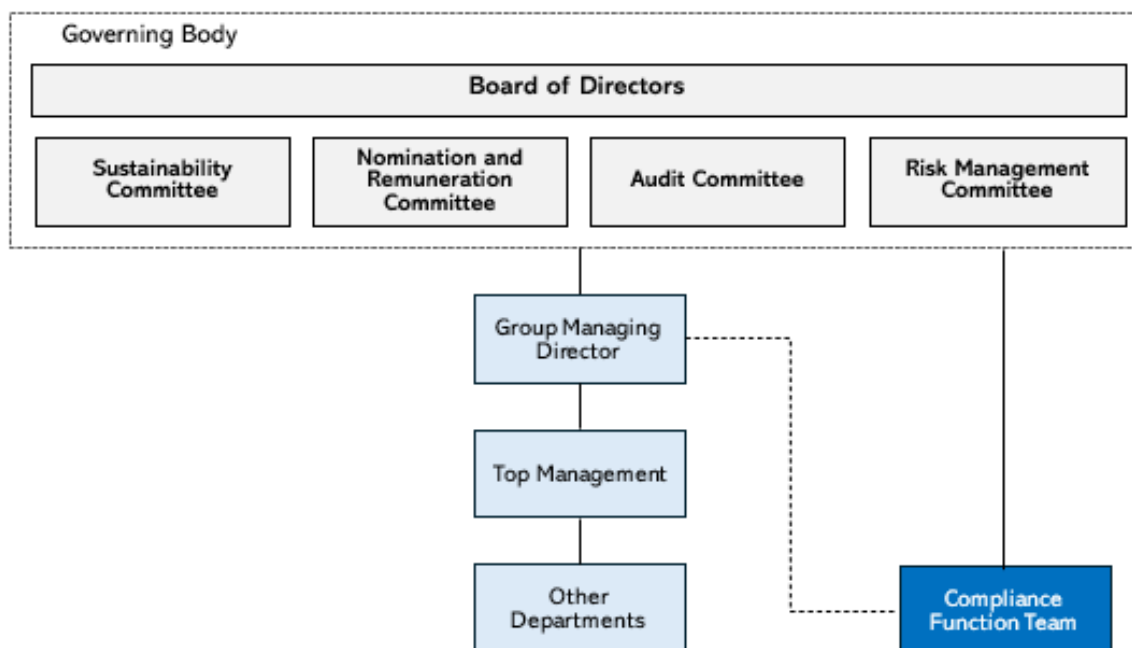 Governing Body
Board of Directors
Sustainability
Committee
Nomination and
Remuneration
Committee
Audit Committee
Risk Management
Committee
Group Managing
Director
Top Management
Other
Departments
Compliance
Function Team